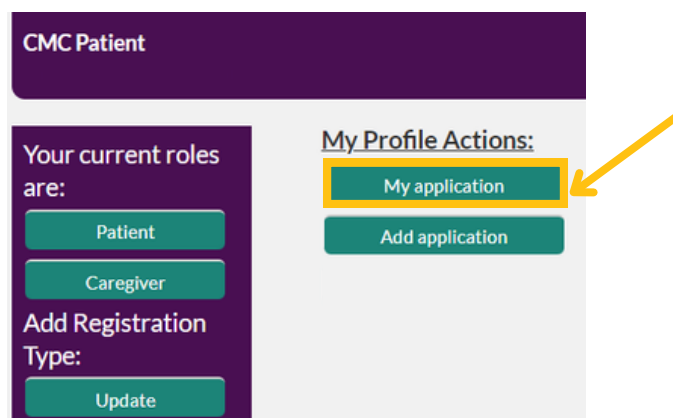 CMC Patient
Your current roles
are:
Patient
Caregiver
Add Registration
Type:
Update
My Profile Actions:
My application
Add application